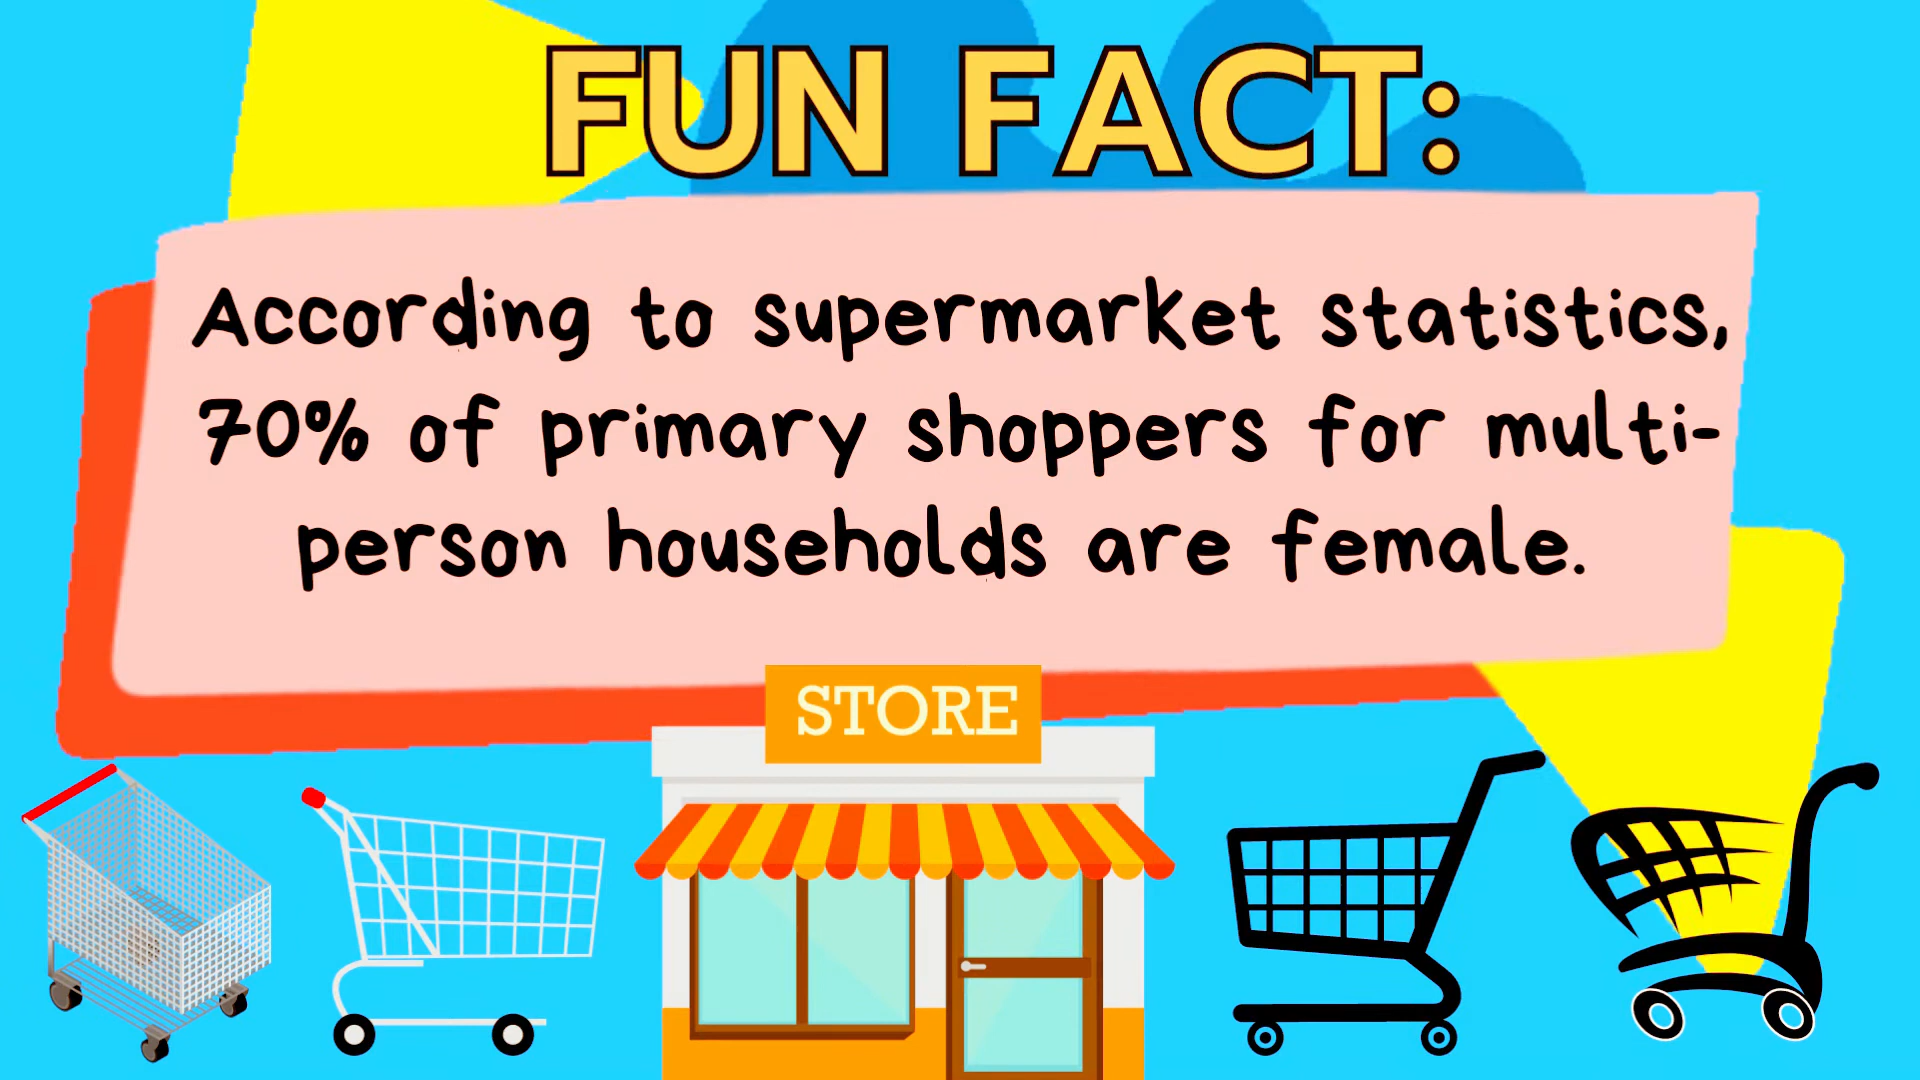 FUN FACT:
According to supermarket statistics,
70% of primary shoppers for multi-
person households are female.
STORE